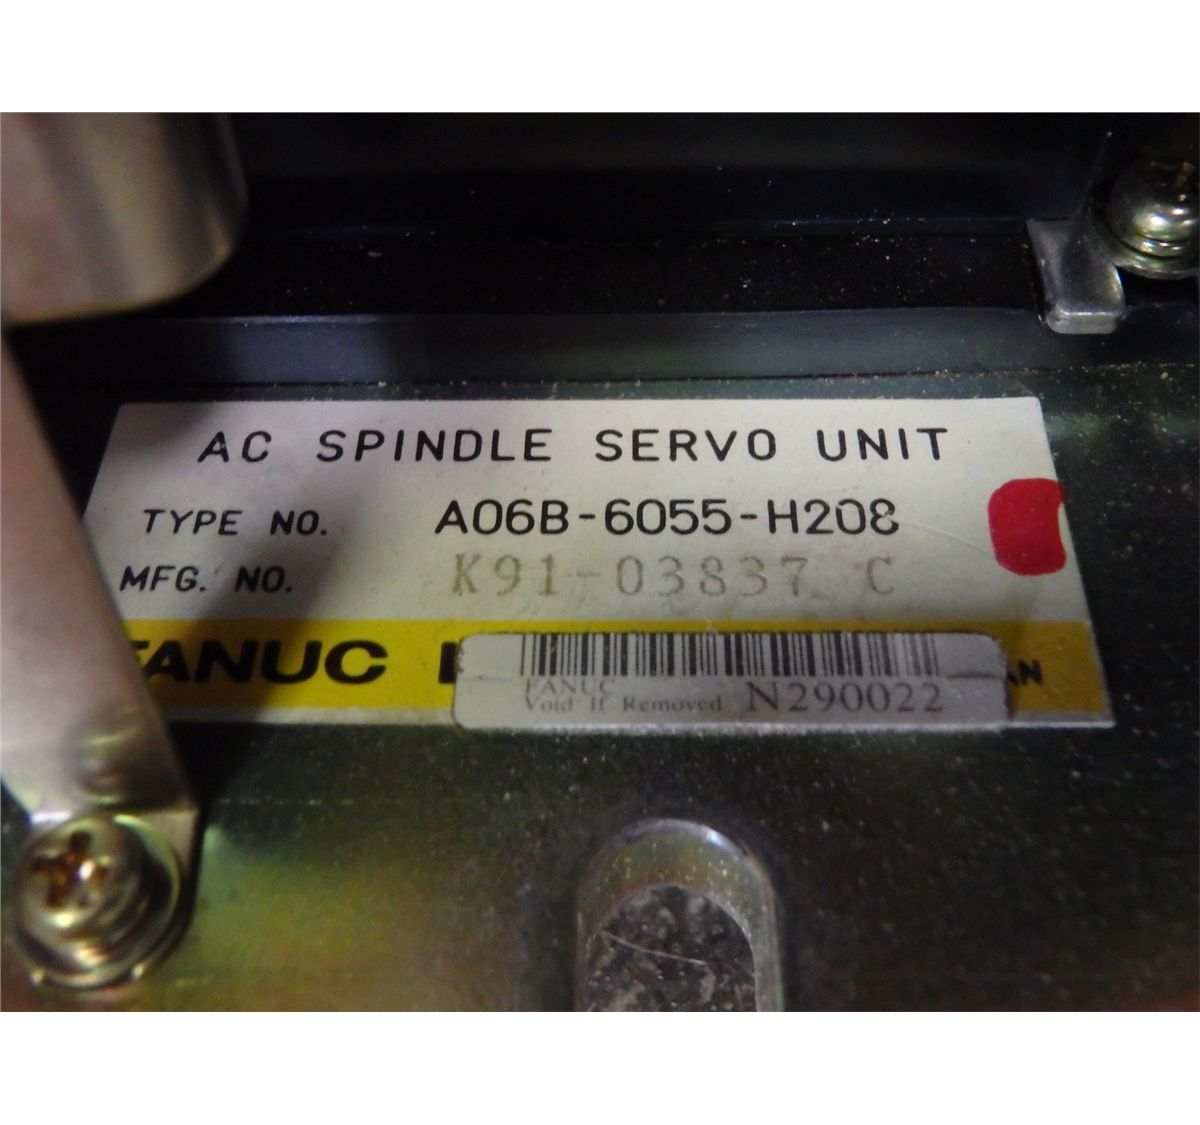 AC SPINDLE SERVO UNIT
TYPE NO. A06B-6055-H208
MFG. NO. K91-03837 C
FANUC
FANUC
Void If Removed N290022